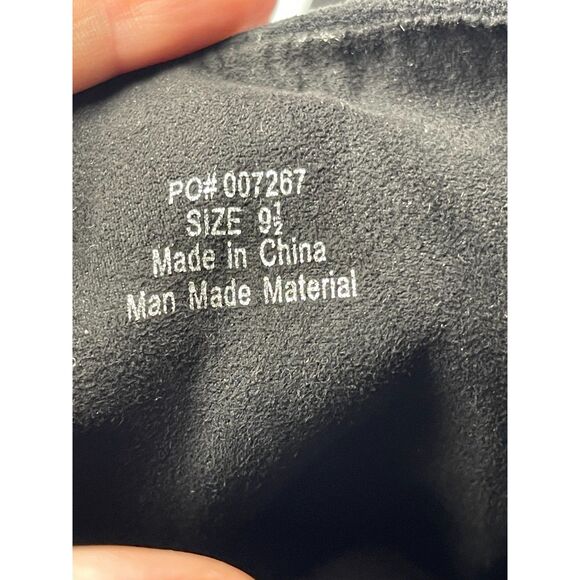 PO# 007267
SIZE 9½
Made in China
Man Made Material